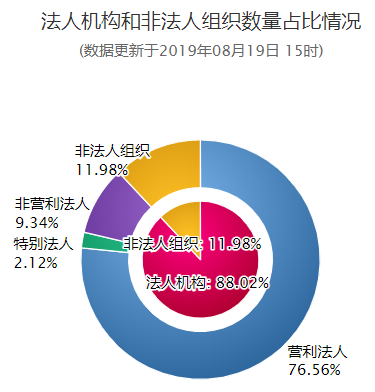 法人机构和非法人组织数量占比情况
(数据更新于2019年08月19日 15时)
非法人组织
11.98%
非营利法人
9.34%
特别法人
2.12%
非法人组织: 11.98%
法人机构: 88.02%
营利法人
76.56%